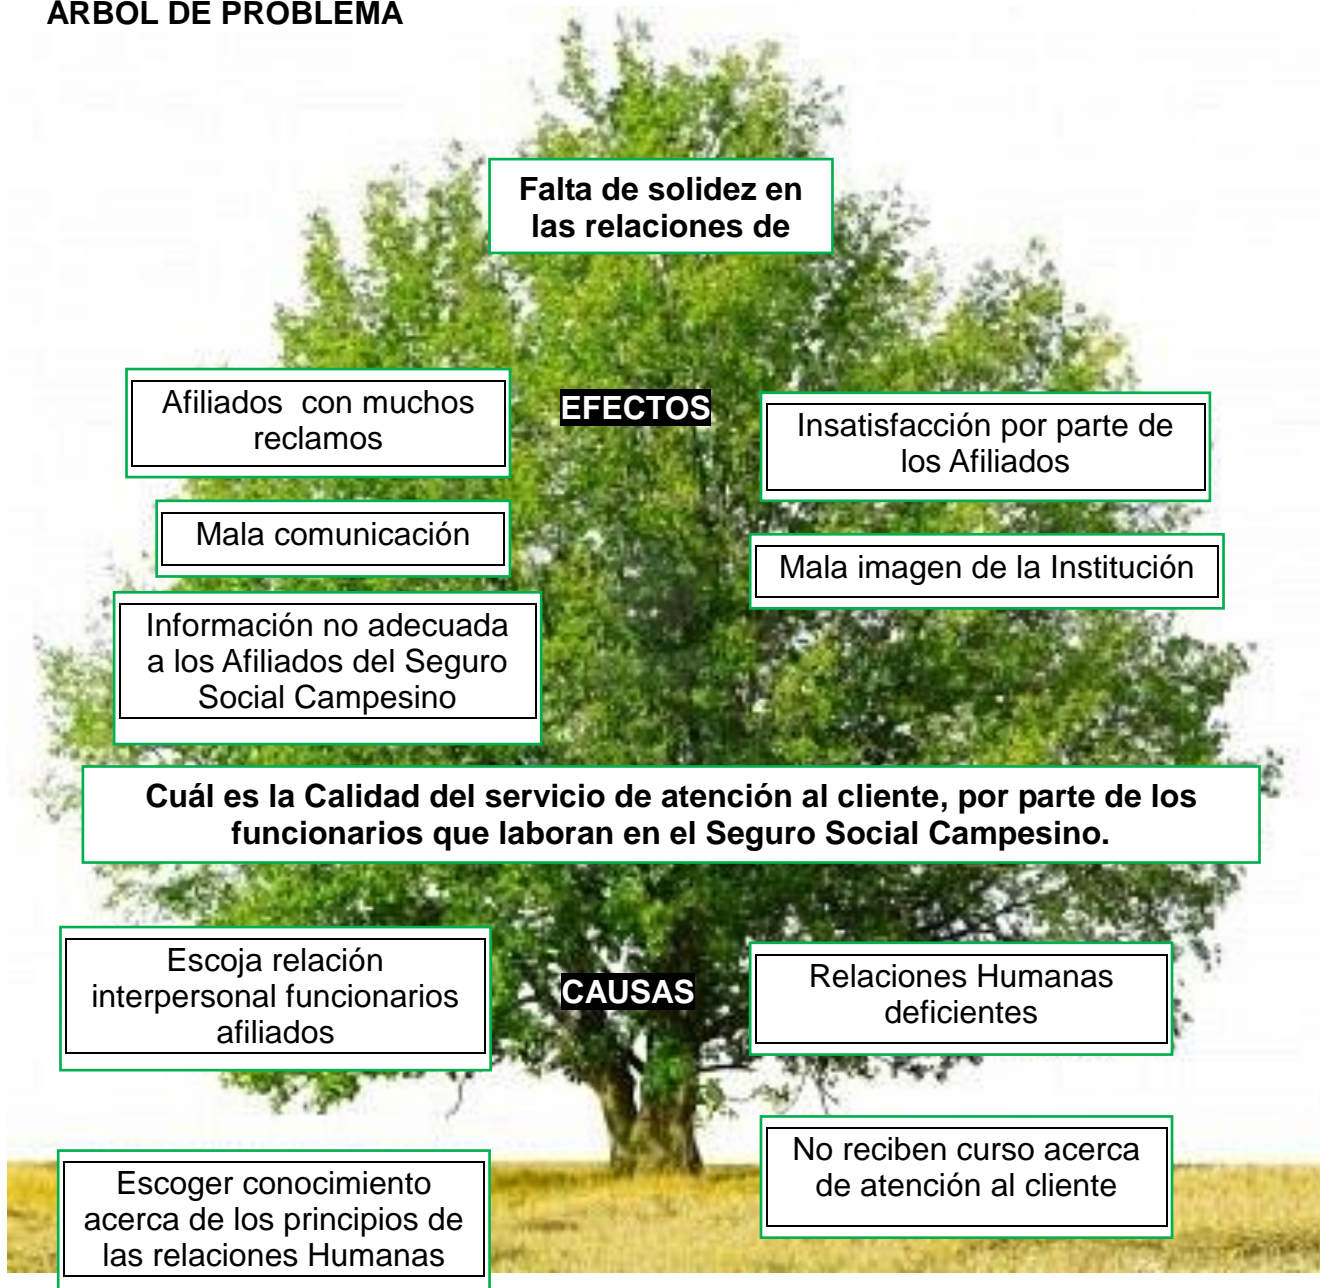 ARBOL DE PROBLEMA
Falta de solidez en
las relaciones de
Afiliados con muchos
reclamos
EFECTOS
Insatisfacción por parte de
los Afiliados
Mala comunicación
Mala imagen de la Institución
Información no adecuada
a los Afiliados del Seguro
Social Campesino
Cuál es la Calidad del servicio de atención al cliente, por parte de los
funcionarios que laboran en el Seguro Social Campesino.
Escoja relación
interpersonal funcionarios
afiliados
CAUSAS
Relaciones Humanas
deficientes
No reciben curso acerca
de atención al cliente
Escoger conocimiento
acerca de los principios de
las relaciones Humanas